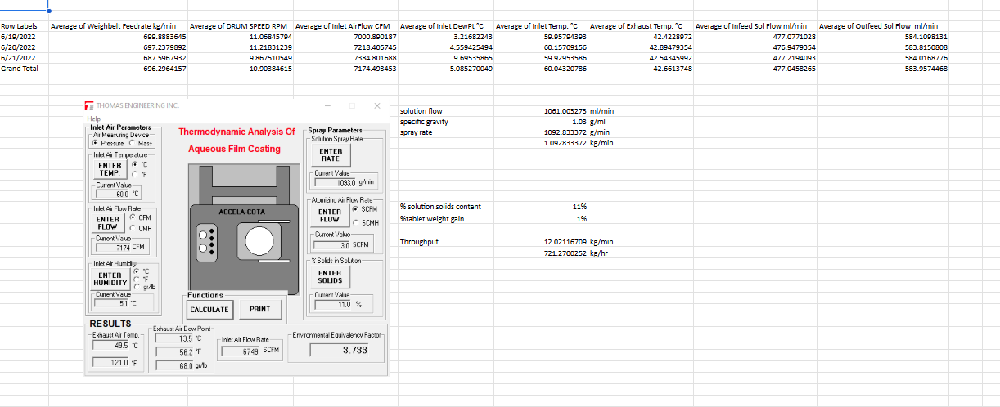 Row Labels Average of Weighbelt Feedrate kg/min Average of DRUM SPEED RPM Average of Inlet AirFlow CFM Average of Inlet DewPt °C Average of Inlet Temp. °C Average of Exhaust Temp. °C Average of Infeed Sol Flow ml/min Average of Outfeed Sol Flow ml/min
6/19/2022 699.8883645 11.06845794 7000.890187 3.21682243 59.95794393 42.4228972 477.0771028 584.1098131
6/20/2022 697.2379892 11.21831239 7218.405745 4.559425494 60.15709156 42.89479354 476.9479354 583.8150808
6/21/2022 687.5967932 9.867510549 7384.801688 9.69535865 59.92953586 42.54345992 477.2194093 584.0168776
Grand Total 696.2964157 10.90384615 7174.493453 5.085270049 60.04320786 42.6613748 477.0458265 583.9574468
THOMAS ENGINEERING INC.
Help
Inlet Air Parameters
Air Measuring Device
Pressure Mass
Inlet Air Temperature
ENTER TEMP.
°C
°F
Current Value
60.0 °C
Inlet Air Flow Rate
ENTER FLOW
CFM
CMH
Current Value
7174 CFM
Inlet Air Humidity
ENTER HUMIDITY
°C
°F
gr/lb
Current Value
5.1 °C
Thermodynamic Analysis Of
Aqueous Film Coating
ACCELA-COTA
Functions
CALCULATE PRINT
Spray Parameters
Solution Spray Rate
ENTER RATE
Current Value
1093.0 g/min
Atomizing Air Flow Rate
ENTER FLOW
SCFM
SCMH
Current Value
3.0 SCFM
% Solids in Solution
ENTER SOLIDS
Current Value
11.0 %
RESULTS
Exhaust Air Temp.
49.5 °C
121.0 °F
Exhaust Air Dew Point
13.5 °C
56.2 °F
68.0 gr/lb
Inlet Air Flow Rate
6749 SCFM
Environmental Equivalency Factor
3.733
solution flow 1061.003273 ml/min
specific gravity 1.03 g/ml
spray rate 1092.833372 g/min
1.092833372 kg/min
% solution solids content 11%
%tablet weight gain 1%
Throughput 12.02116709 kg/min
721.2700252 kg/hr